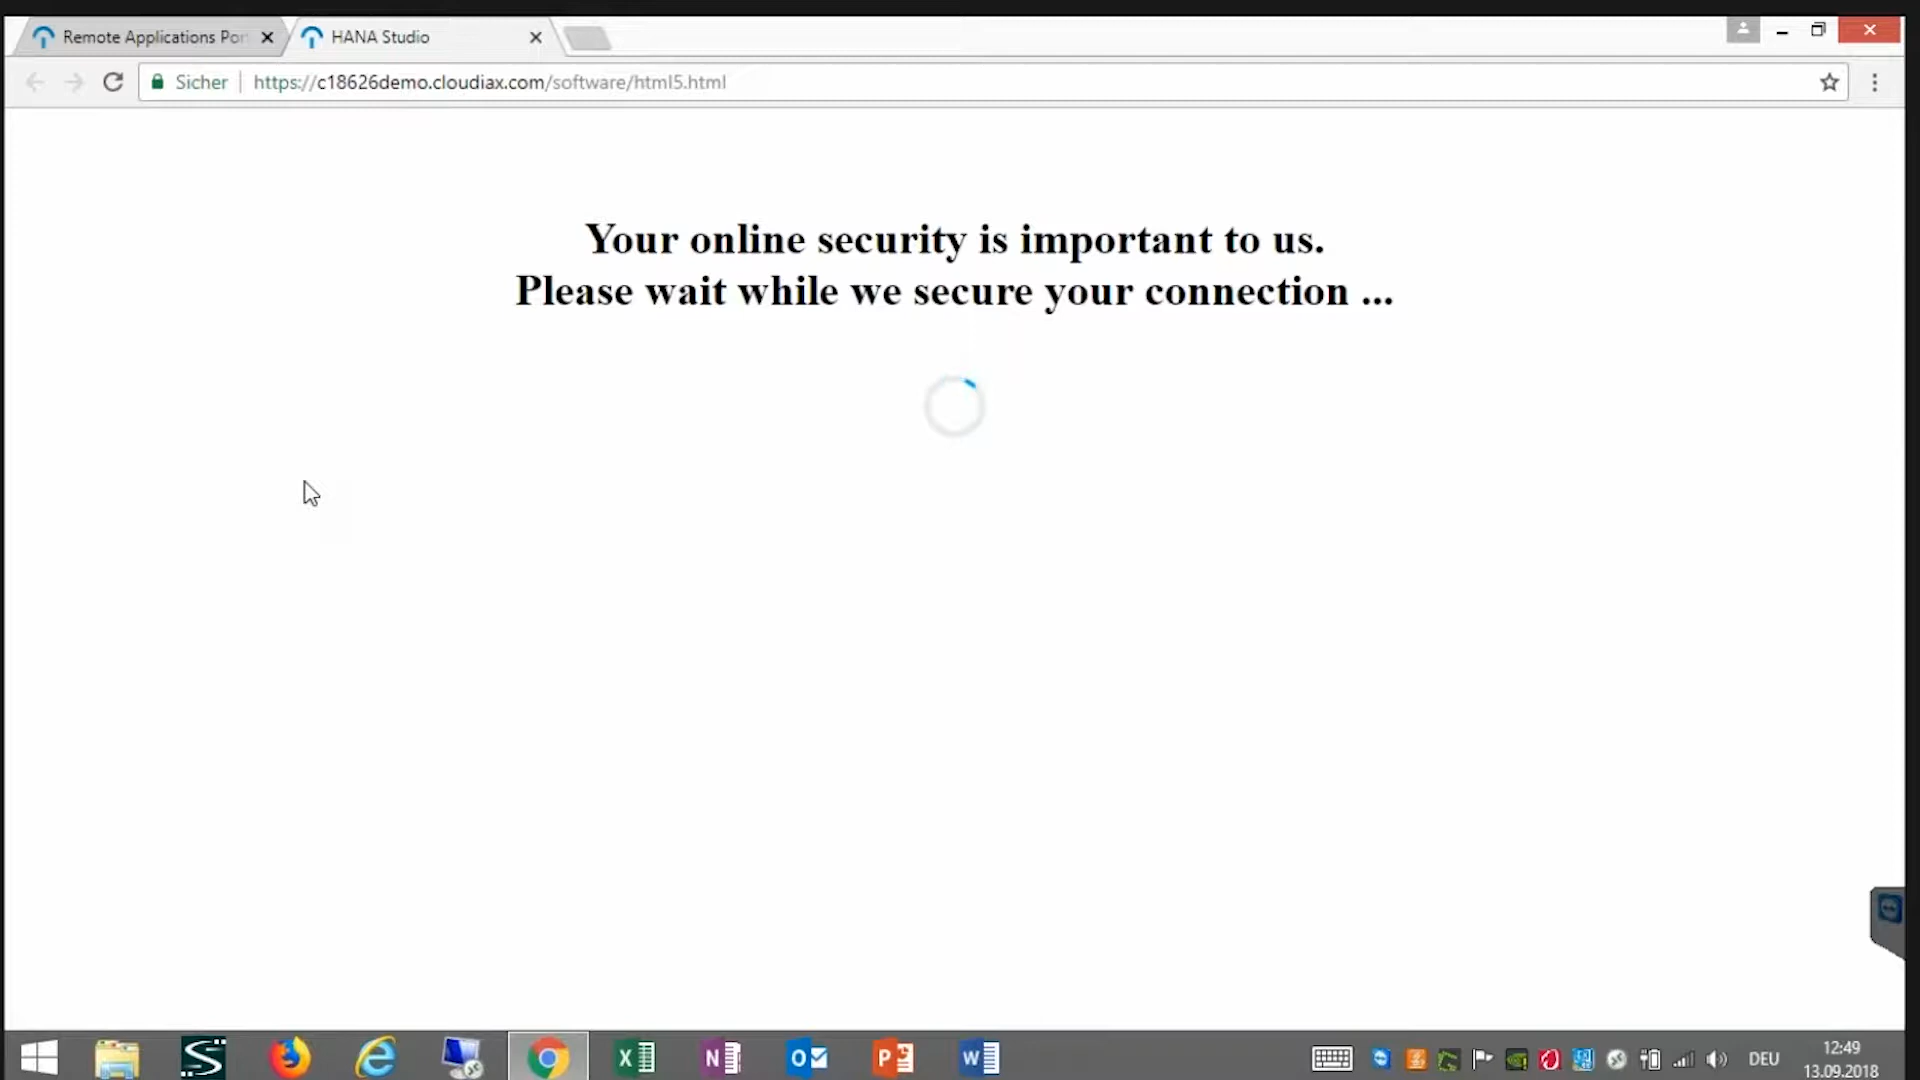 Remote Applications Por
HANA Studio
Sicher
https://c18626demo.cloudiax.com/software/html5.html
Your online security is important to us.
Please wait while we secure your connection ...
DEU
12:49
13.09.2018